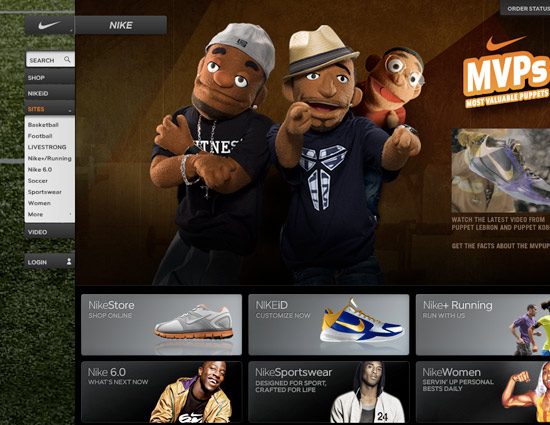 ORDER STATUS
NIKE
SEARCH
SHOP
NIKEiD
SITES
Basketball
Football
LIVESTRONG
Nike+/Running
Nike 6.0
Soccer
Sportswear
Women
More
VIDEO
LOGIN
MVPs
MOST VALUABLE PUPPETS
WATCH THE LATEST VIDEO FROM
PUPPET LEBRON AND PUPPET KOB
GET THE FACTS ABOUT THE MVPUP
NikeStore
SHOP ONLINE
NIKEiD
CUSTOMIZE NOW
Nike+ Running
RUN WITH US
Nike 6.0
WHAT'S NEXT NOW
NikeSportswear
DESIGNED FOR SPORT,
CRAFTED FOR LIFE
24
NikeWomen
SERVIN' UP PERSONAL
BESTS DAILY